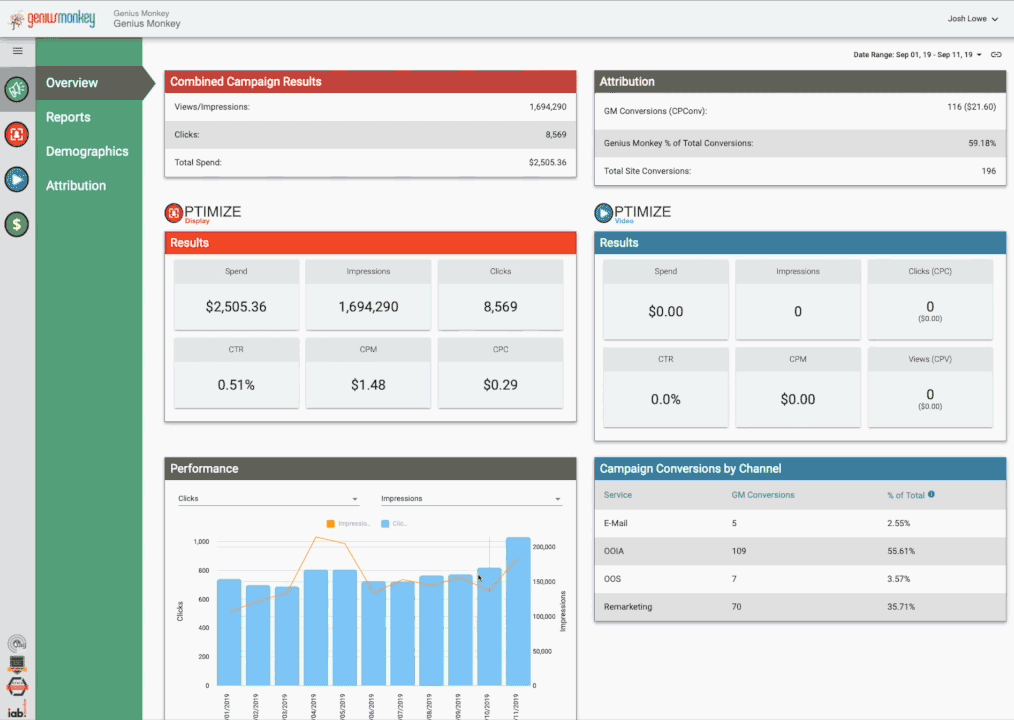 geniusmonkey
Genius Monkey
Genius Monkey
Josh Lowe
Date Range: Sep 01, 19 - Sep 11, 19
Overview
Reports
Demographics
Attribution
Combined Campaign Results
Views/Impressions: 1,694,290
Clicks: 8,569
Total Spend: $2,505.36
Attribution
GM Conversions (CPConv): 116 ($21.60)
Genius Monkey % of Total Conversions: 59.18%
Total Site Conversions: 196
PTIMIZE
Display
Results
Spend Impressions Clicks
$2,505.36 1,694,290 8,569
CTR CPM CPC
0.51% $1.48 $0.29
PTIMIZE
Video
Results
Spend Impressions Clicks (CPC)
$0.00 0 0
($0.00)
CTR CPM Views (CPV)
0.0% $0.00 0
($0.00)
Performance
Clicks Impressions
Impressio.. Clic..
1,000
800
600
400
200
0
Clicks
200,000
150,000
100,000
50,000
0
Impressions
01/2019 02/2019 03/2019 04/2019 05/2019 06/2019 07/2019 08/2019 09/2019 10/2019 11/2019
Campaign Conversions by Channel
Service GM Conversions % of Total
E-Mail 5 2.55%
OOIA 109 55.61%
OOS 7 3.57%
Remarketing 70 35.71%
iab.